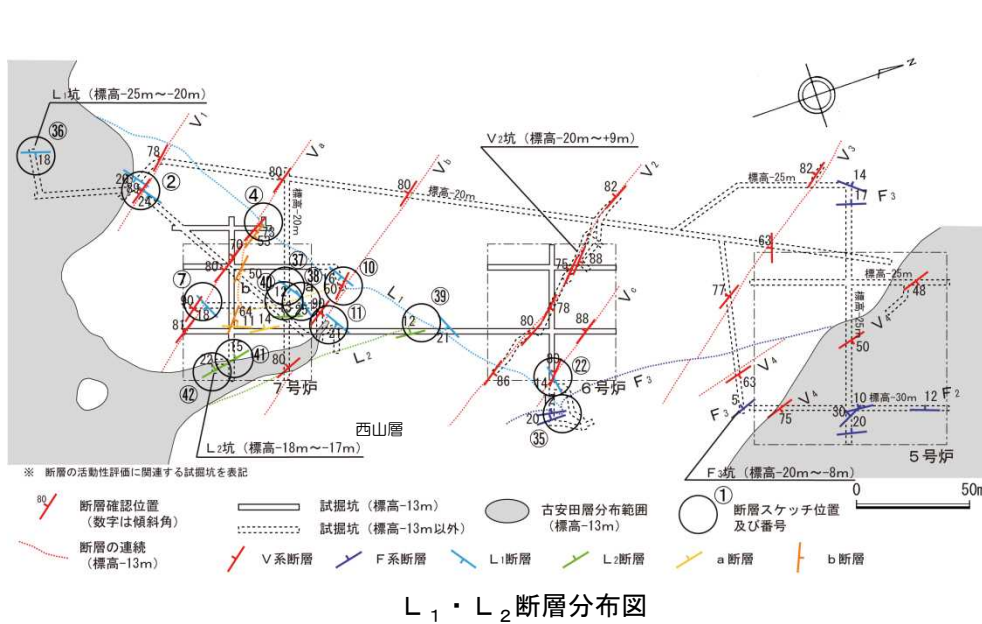 L₁坑（標高-25m～-20m）
㊱
18
V₁
78
②
24
Vₐ
80
Vb
80
標高-20m
標高-20m
V₂坑（標高-20m～+9m）
V₂
82
V₃
82
標高-25m
14
17
F₃
N
④
53
70
80
50
b
㊲
㊳
㊵
a
⑩
60
⑦
90
18
81
64
11
14
⑪
21
L₁
㊴
12
21
L₂
75
88
78
80
88
Vc
86
63
77
標高-25m
標高-25m
48
V₄
50
㊶
15
22
㊷
80
7号炉
14
㉒
6号炉
F₃
20
㉟
V₄
63
5
F₃
75
V₄
30
10
標高-30m
12
F₂
20
5号炉
西山層
L₂坑（標高-18m～-17m）
F₃坑（標高-20m～-8m）
0
50m
※ 断層の活動性評価に関連する試掘坑を表記
80
断層確認位置
（数字は傾斜角）
試掘坑（標高-13m）
試掘坑（標高-13m以外）
古安田層分布範囲
（標高-13m）
①
断層スケッチ位置
及び番号
断層の連続
（標高-13m）
V系断層
F系断層
L₁断層
L₂断層
a断層
b断層
L₁・L₂断層分布図